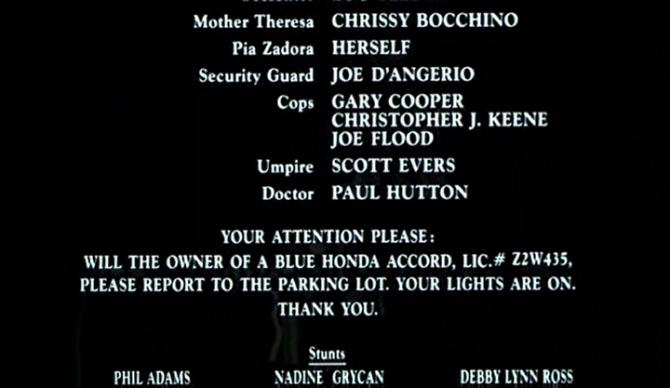 Mother Theresa CHRISSY BOCCHINO
Pia Zadora HERSELF
Security Guard JOE D'ANGERIO
Cops GARY COOPER
CHRISTOPHER J. KEENE
JOE FLOOD
Umpire SCOTT EVERS
Doctor PAUL HUTTON
YOUR ATTENTION PLEASE:
WILL THE OWNER OF A BLUE HONDA ACCORD, LIC.# Z2W435,
PLEASE REPORT TO THE PARKING LOT. YOUR LIGHTS ARE ON.
THANK YOU.
Stunts
PHIL ADAMS NADINE GRYCAN DEBBY LYNN ROSS